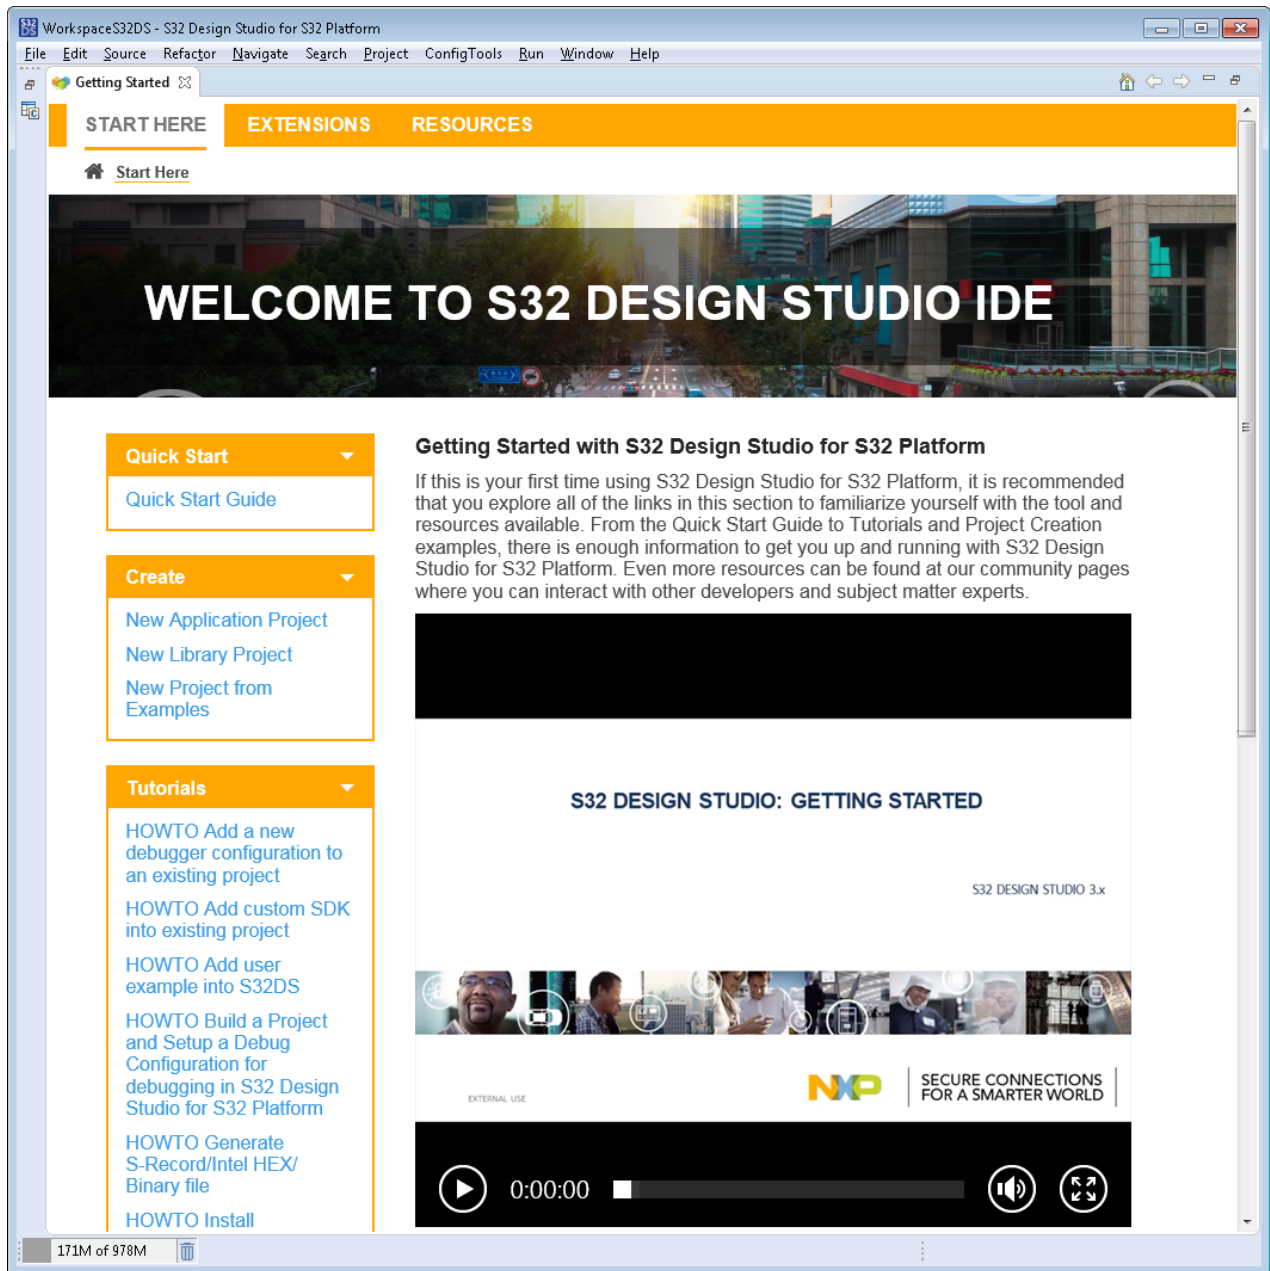 WorkspaceS32DS - S32 Design Studio for S32 Platform
File Edit Source Refactor Navigate Search Project ConfigTools Run Window Help
Getting Started
START HERE EXTENSIONS RESOURCES
Start Here
WELCOME TO S32 DESIGN STUDIO IDE
Quick Start
Quick Start Guide
Create
New Application Project
New Library Project
New Project from
Examples
Tutorials
HOWTO Add a new
debugger configuration to
an existing project
HOWTO Add custom SDK
into existing project
HOWTO Add user
example into S32DS
HOWTO Build a Project
and Setup a Debug
Configuration for
debugging in S32 Design
Studio for S32 Platform
HOWTO Generate
S-Record/Intel HEX/
Binary file
HOWTO Install
Getting Started with S32 Design Studio for S32 Platform
If this is your first time using S32 Design Studio for S32 Platform, it is recommended
that you explore all of the links in this section to familiarize yourself with the tool and
resources available. From the Quick Start Guide to Tutorials and Project Creation
examples, there is enough information to get you up and running with S32 Design
Studio for S32 Platform. Even more resources can be found at our community pages
where you can interact with other developers and subject matter experts.
S32 DESIGN STUDIO: GETTING STARTED
S32 DESIGN STUDIO 3.x
EXTERNAL USE
NXP
SECURE CONNECTIONS
FOR A SMARTER WORLD
0:00:00
171M of 978M